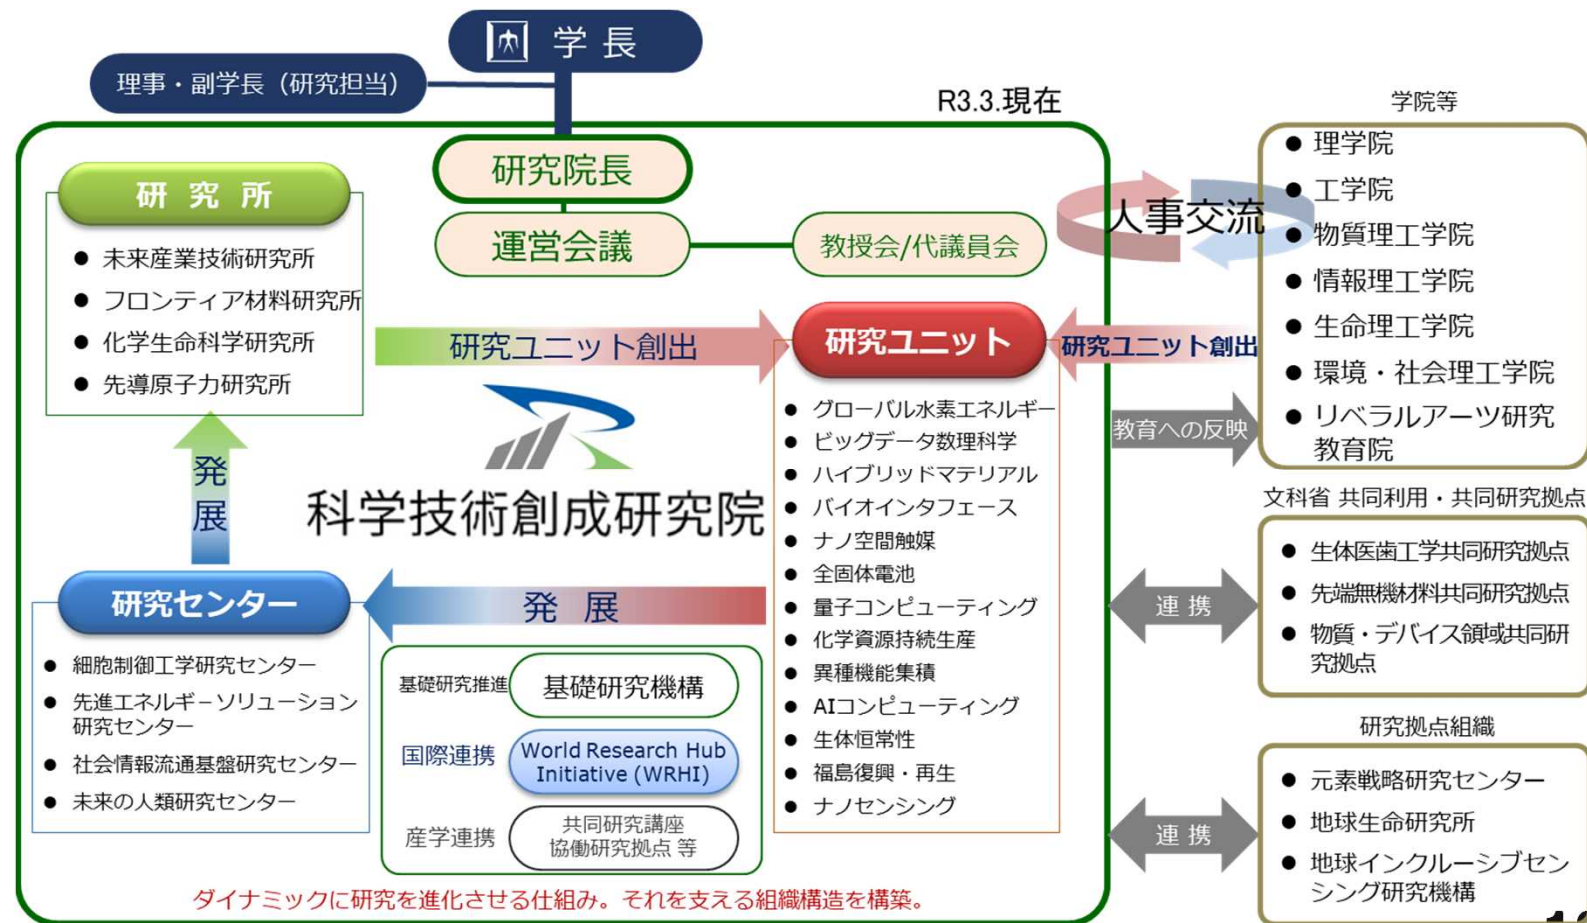 学 長
理事・副学長（研究担当）
R3.3.現在
研究院長
運営会議
教授会/代議員会
研 究 所
● 未来産業技術研究所
● フロンティア材料研究所
● 化学生命科学研究所
● 先導原子力研究所
研究ユニット創出
発展
科学技術創成研究院
研究センター
● 細胞制御工学研究センター
● 先進エネルギ－ソリューション
研究センター
● 社会情報流通基盤研究センター
● 未来の人類研究センター
発 展
基礎研究推進
基礎研究機構
国際連携
World Research Hub
Initiative (WRHI)
産学連携
共同研究講座
協働研究拠点 等
研究ユニット
● グローバル水素エネルギー
● ビッグデータ数理科学
● ハイブリッドマテリアル
● バイオインタフェース
● ナノ空間触媒
● 全固体電池
● 量子コンピューティング
● 化学資源持続生産
● 異種機能集積
● AIコンピューティング
● 生体恒常性
● 福島復興・再生
● ナノセンシング
ダイナミックに研究を進化させる仕組み。それを支える組織構造を構築。
人事交流
研究ユニット創出
教育への反映
学院等
● 理学院
● 工学院
● 物質理工学院
● 情報理工学院
● 生命理工学院
● 環境・社会理工学院
● リベラルアーツ研究
教育院
文科省 共同利用・共同研究拠点
連 携
● 生体医歯工学共同研究拠点
● 先端無機材料共同研究拠点
● 物質・デバイス領域共同研
究拠点
研究拠点組織
連 携
● 元素戦略研究センター
● 地球生命研究所
● 地球インクルーシブセン
シング研究機構